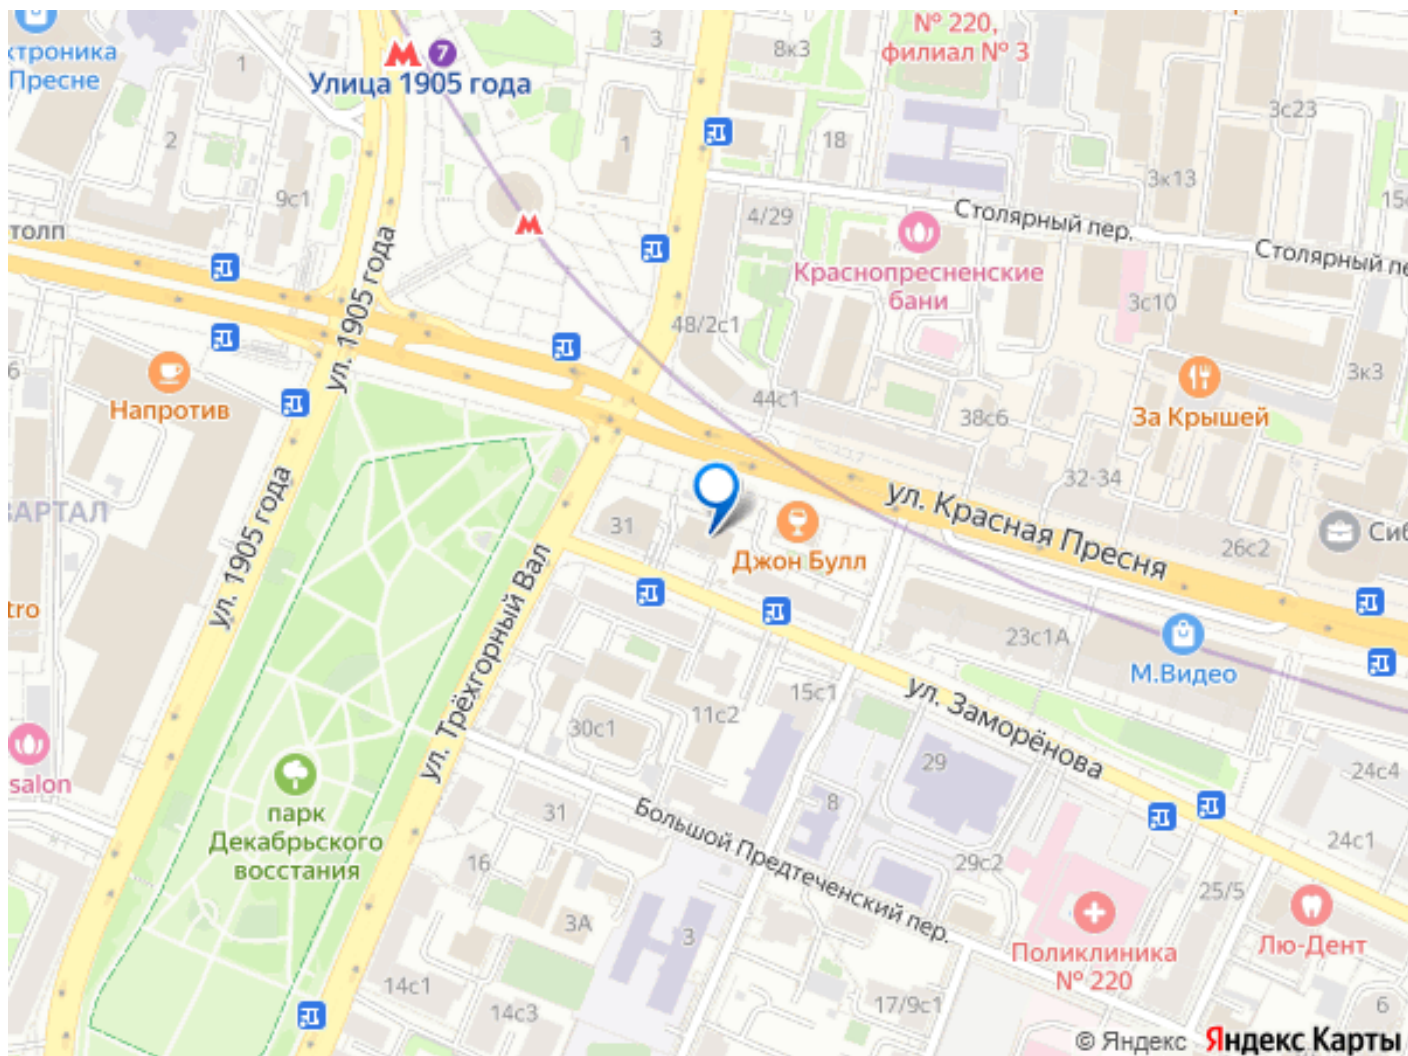 № 220,
филиал № 3
ктроника
Пресне
7
Улица 1905 года
1
3
8к3
3с23
2
1
18
9с1
3к13
15
4/29
Столярный пер.
Столярный пе
толп
Краснопресненские
бани
3с10
48/2с1
ул. 1905 года
6
Напротив
44с1
38с6
За Крышей
3к3
32-34
ул. Красная Пресня
АРТАЛ
31
Джон Булл
26с2
Сиб
ул. 1905 года
ул. Трёхгорный Вал
tro
23с1А
М.Видео
15с1
ул. Заморёнова
11с2
30с1
salon
29
24с4
парк
Декабрьского
восстания
31
8
Большой Предтеченский пер.
24с1
16
29с2
25/5
3А
3
Поликлиника
№ 220
Лю-Дент
14с1
14с3
17/9с1
6
© Яндекс Яндекс Карты